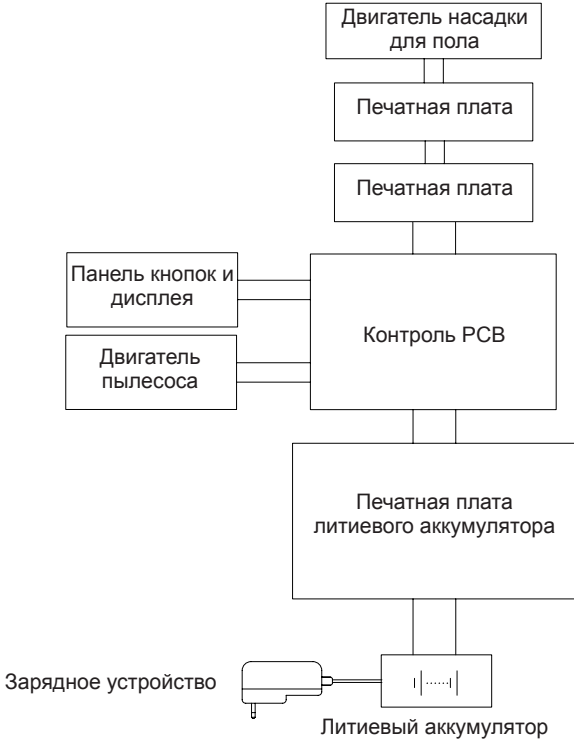 Двигатель насадки
для пола
Печатная плата
Печатная плата
Панель кнопок и
дисплея
Контроль PCB
Двигатель
пылесоса
Печатная плата
литиевого аккумулятора
Зарядное устройство
Литиевый аккумулятор